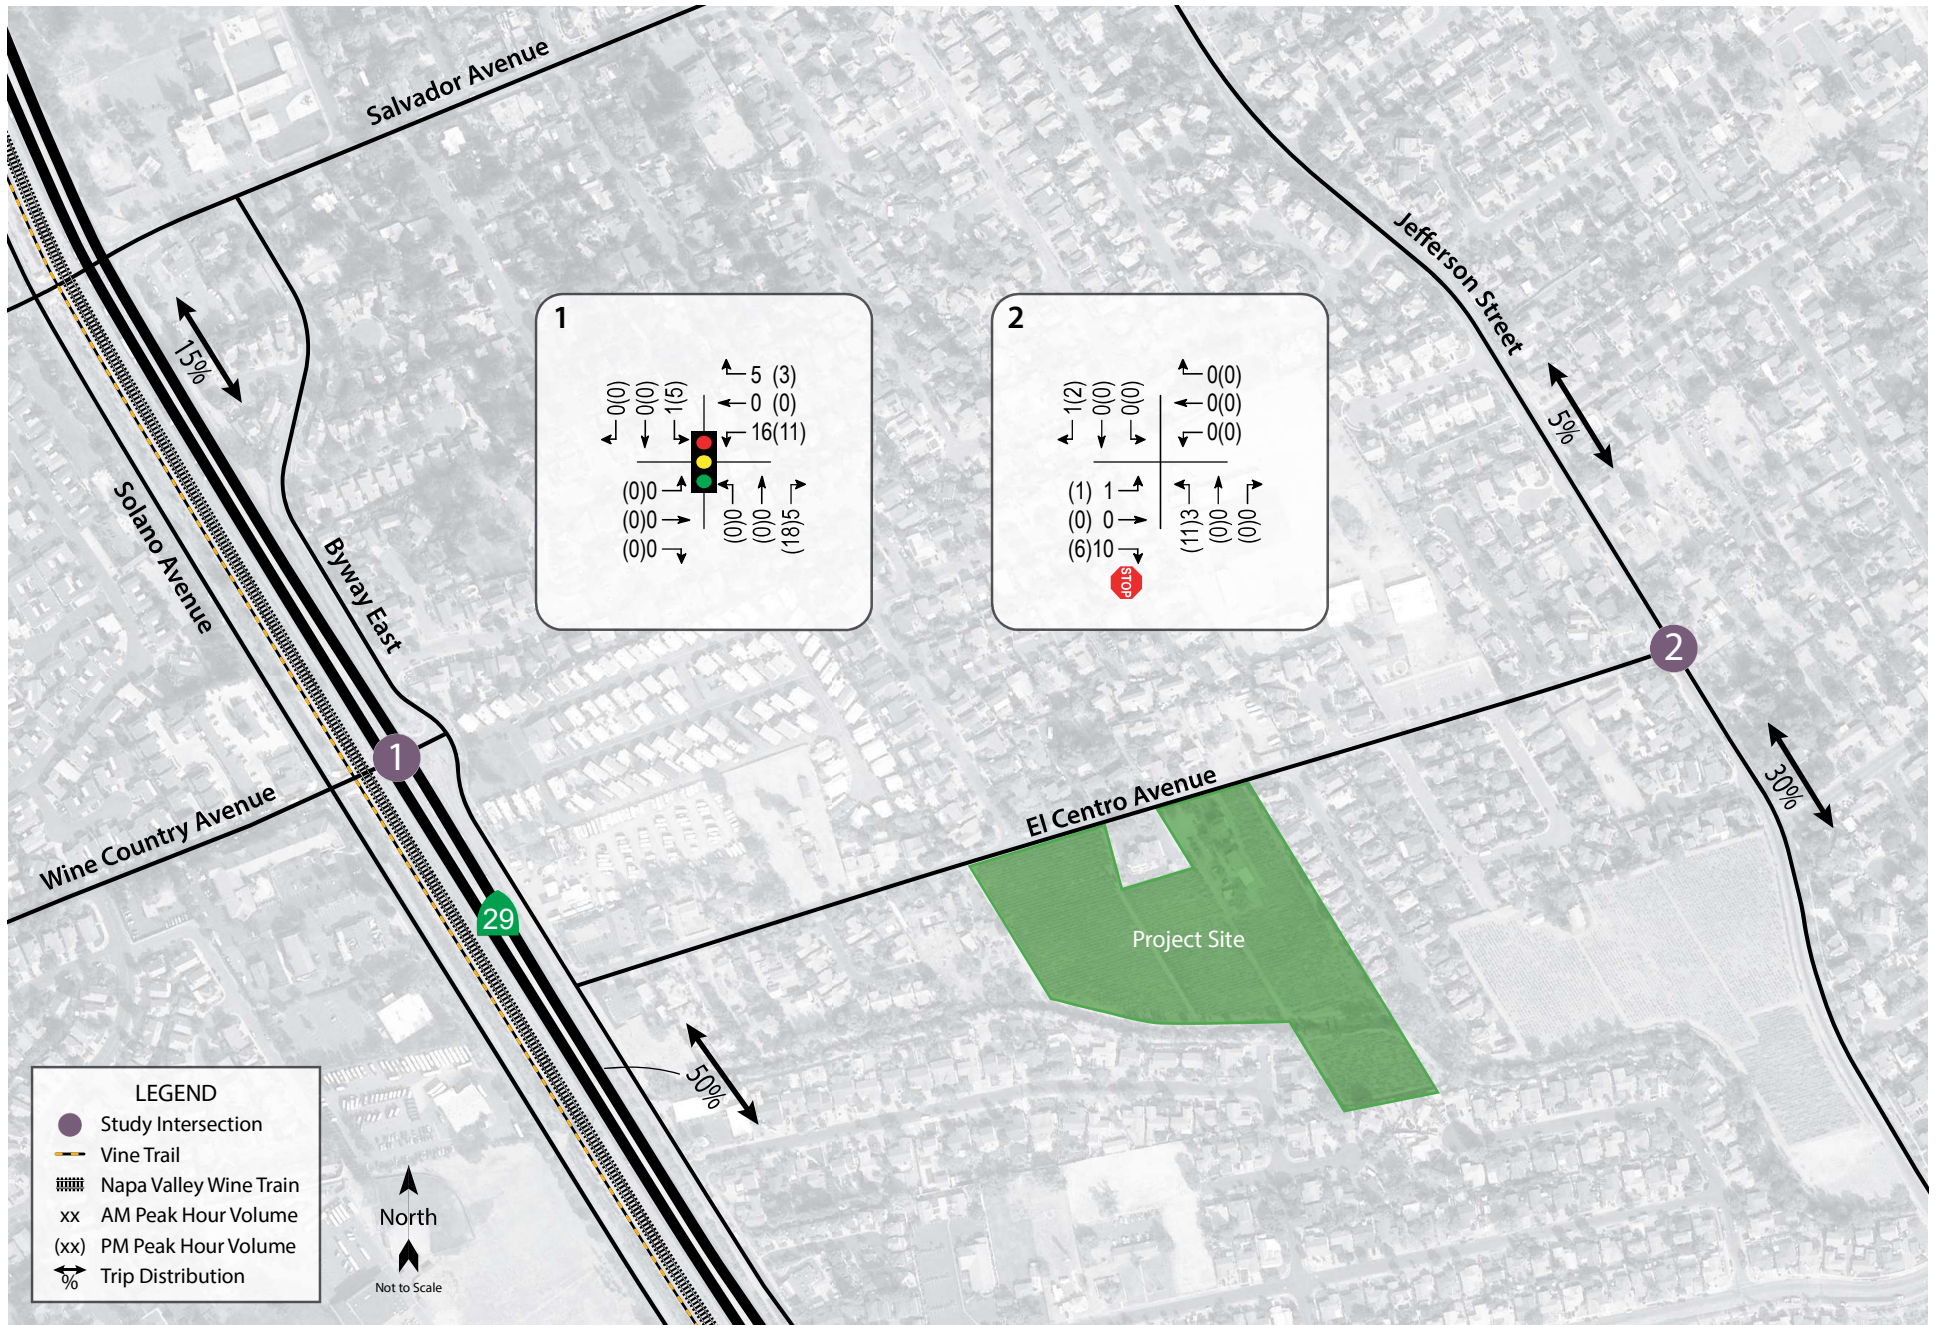 Salvador Avenue
Jefferson Street
15%
5%
Solano Avenue
Byway East
1
0(0)
0(0)
1(5)
5 (3)
0 (0)
16(11)
(0)0
(0)0
(0)0
(0)0
(0)0
(18)5
2
1(2)
0(0)
0(0)
0(0)
0(0)
0(0)
(1) 1
(0) 0
(6)10
(11)3
(0)0
(0)0
STOP
2
1
30%
Wine Country Avenue
El Centro Avenue
29
Project Site
50%
LEGEND
Study Intersection
Vine Trail
Napa Valley Wine Train
xx AM Peak Hour Volume
(xx) PM Peak Hour Volume
% Trip Distribution
North
Not to Scale